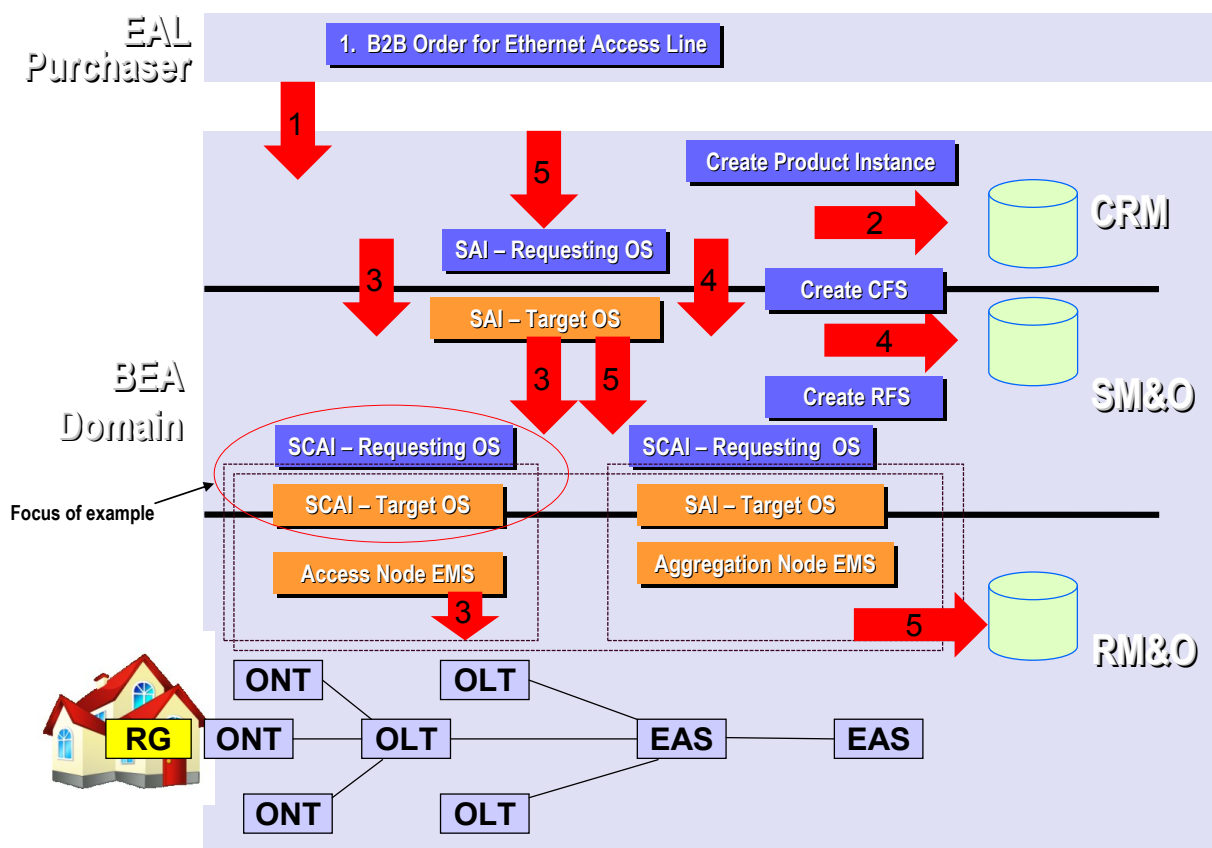 EAL
Purchaser
1. B2B Order for Ethernet Access Line
1
5
Create Product Instance
2
CRM
SAI – Requesting OS
3
4
Create CFS
SAI – Target OS
4
3
5
BEA
Domain
Create RFS
SM&O
SCAI – Requesting OS
SCAI – Requesting OS
Focus of example
SCAI – Target OS
SAI – Target OS
Access Node EMS
Aggregation Node EMS
3
5
RM&O
ONT
OLT
RG
ONT
OLT
EAS
EAS
ONT
OLT